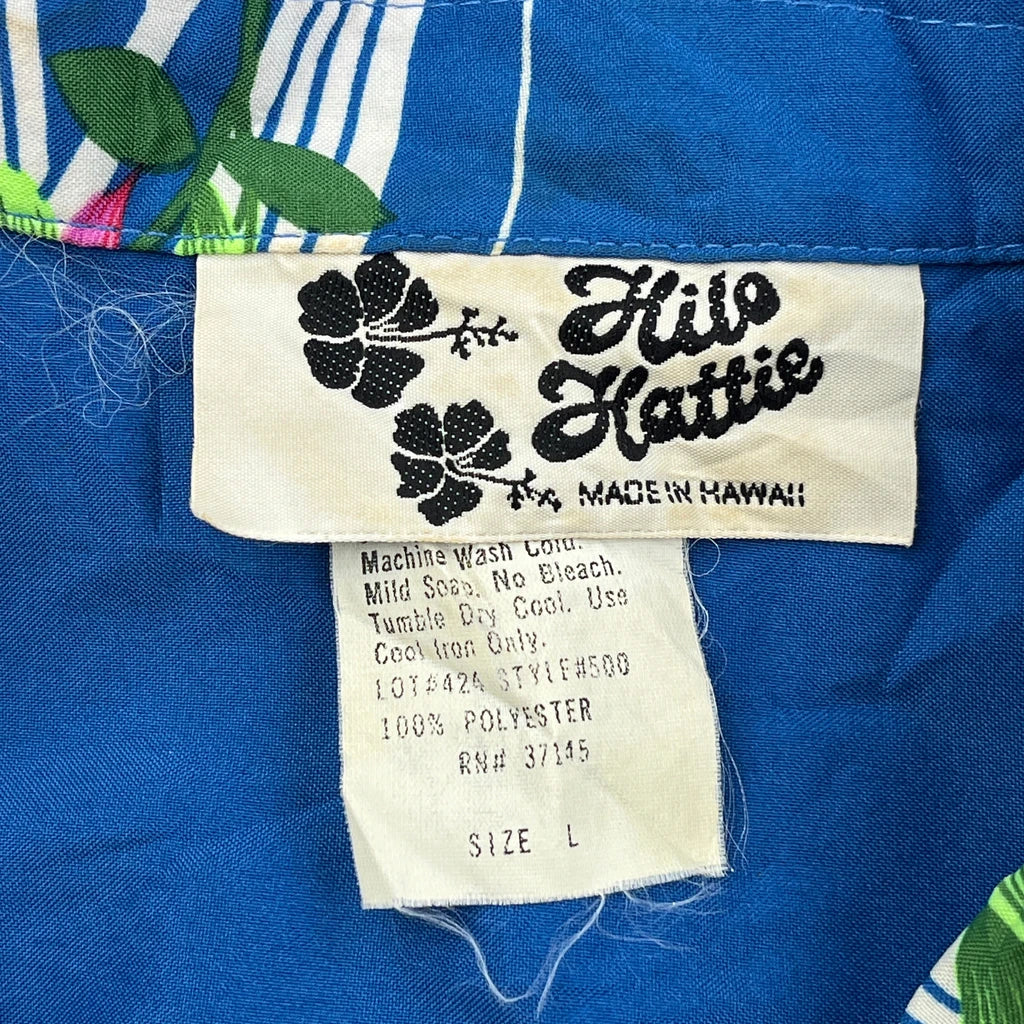 Hilo
Hattie
MADE IN HAWAII
Machine Wash Cold.
Mild Soap. No Bleach.
Tumble Dry Cool. Use
Cool Iron Only.
LOT#424 STYLE#500
100% POLYESTER
RN# 37145
SIZE L